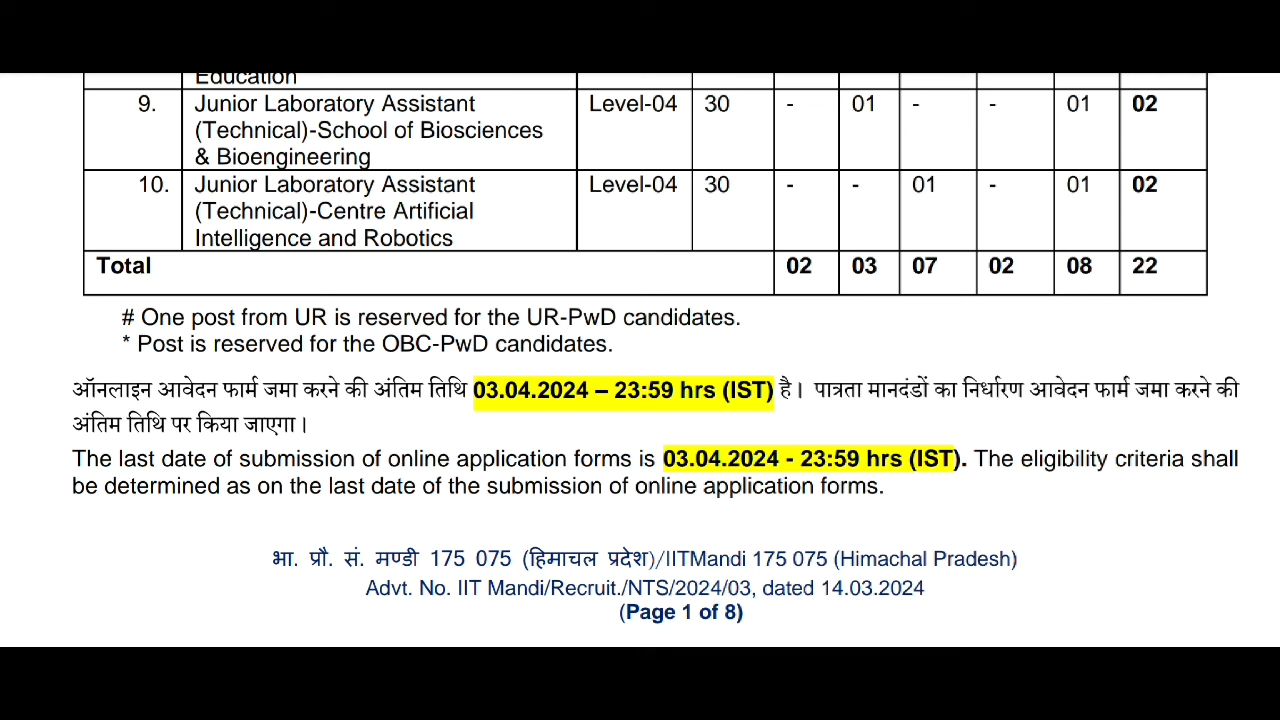 Education
9. Junior Laboratory Assistant Level-04 30 - 01 - - 01 02
(Technical)-School of Biosciences
& Bioengineering
10. Junior Laboratory Assistant Level-04 30 - - 01 - 01 02
(Technical)-Centre Artificial
Intelligence and Robotics
Total 02 03 07 02 08 22
# One post from UR is reserved for the UR-PwD candidates.
* Post is reserved for the OBC-PwD candidates.
ऑनलाइन आवेदन फार्म जमा करने की अंतिम तिथि 03.04.2024 – 23:59 hrs (IST) है। पात्रता मानदंडों का निर्धारण आवेदन फार्म जमा करने की
अंतिम तिथि पर किया जाएगा।
The last date of submission of online application forms is 03.04.2024 - 23:59 hrs (IST). The eligibility criteria shall
be determined as on the last date of the submission of online application forms.
भा. प्रौ. सं. मण्डी 175 075 (हिमाचल प्रदेश)/IITMandi 175 075 (Himachal Pradesh)
Advt. No. IIT Mandi/Recruit./NTS/2024/03, dated 14.03.2024
(Page 1 of 8)